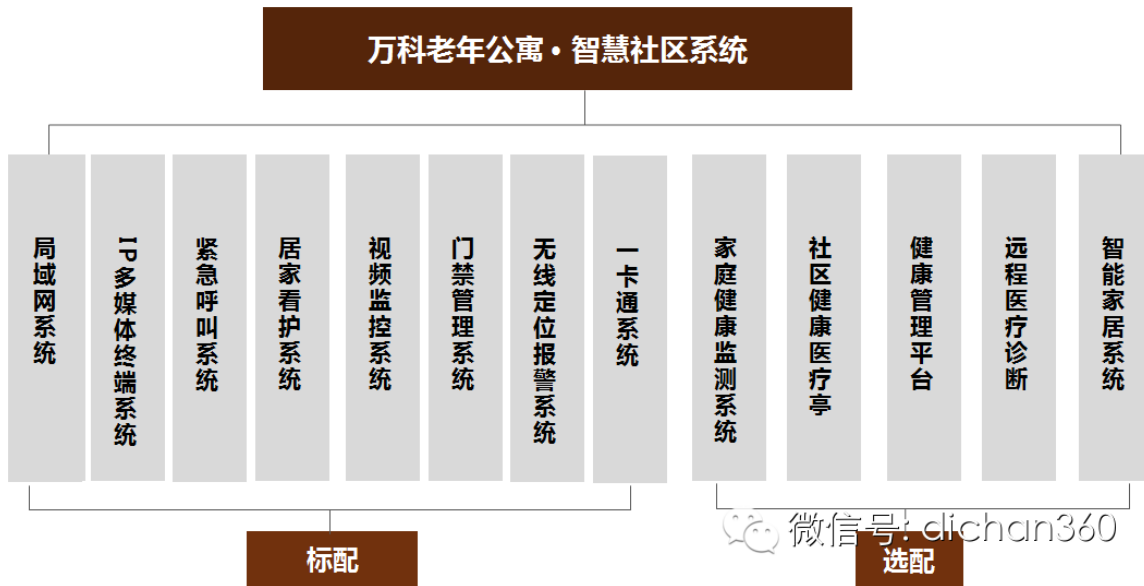 万科老年公寓·智慧社区系统
局域网系统
IP多媒体终端系统
紧急呼叫系统
居家看护系统
视频监控系统
门禁管理系统
无线定位报警系统
一卡通系统
家庭健康监测系统
社区健康医疗亭
健康管理平台
远程医疗诊断
智能家居系统
标配
选配
微信号: dichan360